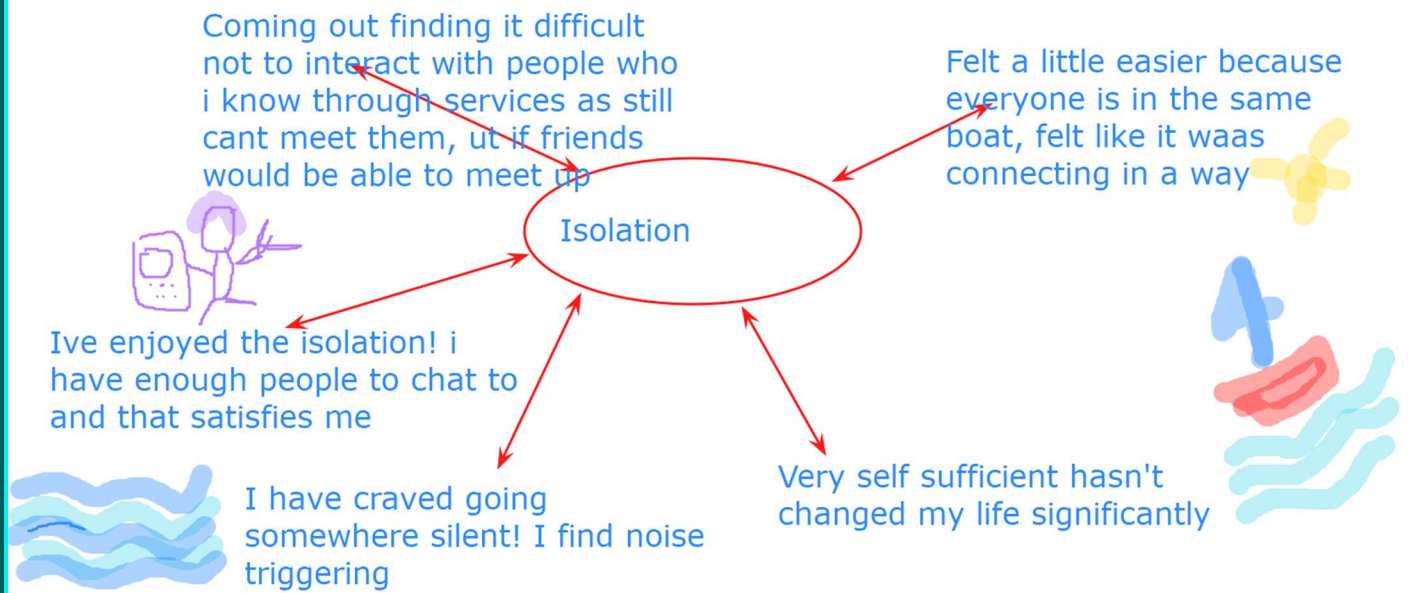 Coming out finding it difficult
not to interact with people who
i know through services as still
cant meet them, ut if friends
would be able to meet up
Felt a little easier because
everyone is in the same
boat, felt like it waas
connecting in a way
Isolation
Ive enjoyed the isolation! i
have enough people to chat to
and that satisfies me
I have craved going
somewhere silent! I find noise
triggering
Very self sufficient hasn't
changed my life significantly